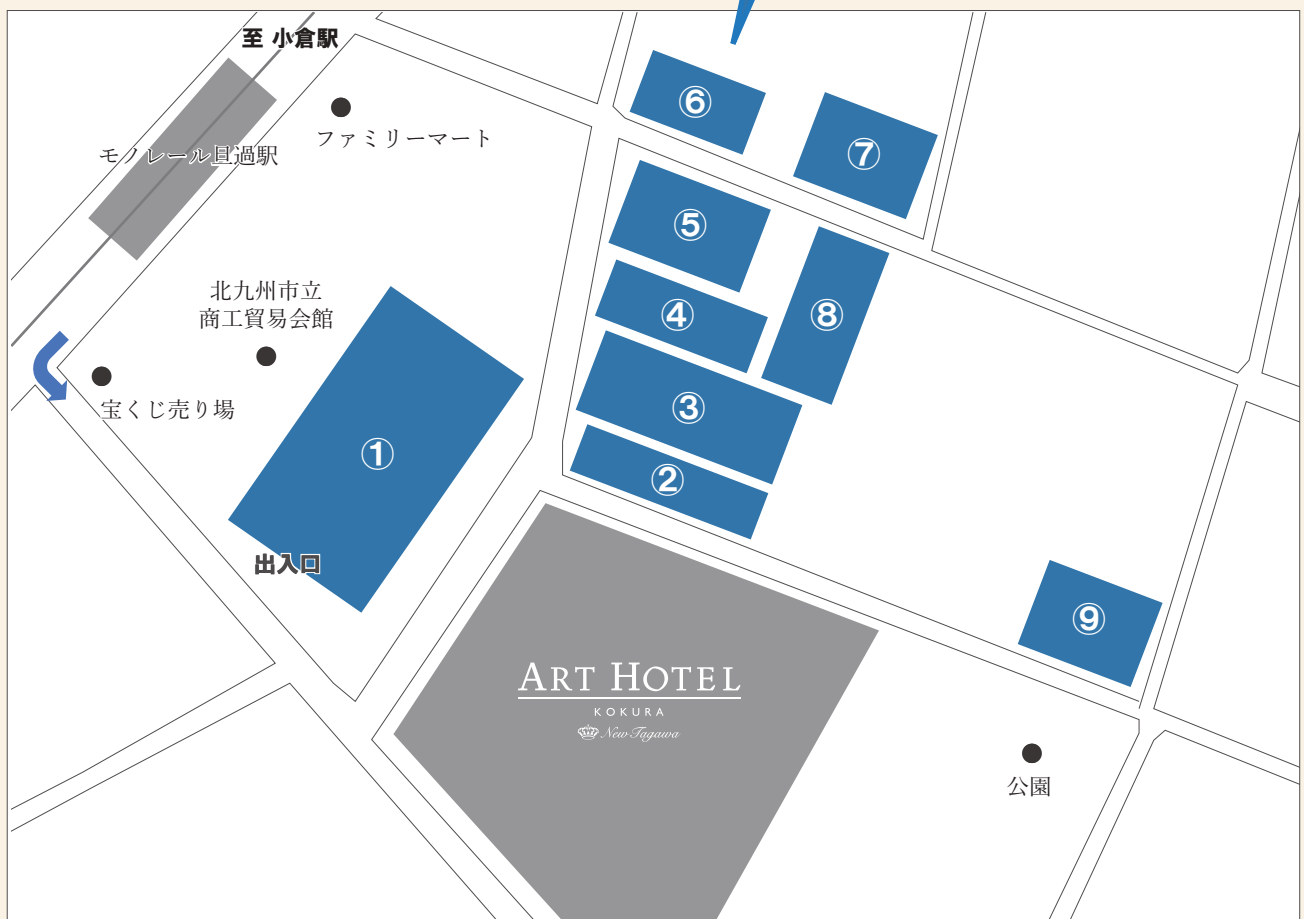 至 小倉駅
ファミリーマート
モノレール旦過駅
⑥
⑦
⑤
④
⑧
③
②
①
北九州市立
商工貿易会館
宝くじ売り場
出入口
⑨
ART HOTEL
KOKURA
New Tagawa
公園